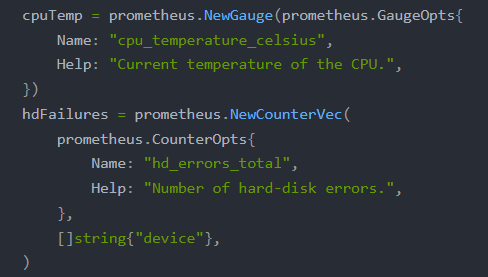 cpuTemp = prometheus.NewGauge(prometheus.GaugeOpts{
    Name: "cpu_temperature_celsius",
    Help: "Current temperature of the CPU.",
})
hdFailures = prometheus.NewCounterVec(
    prometheus.CounterOpts{
        Name: "hd_errors_total",
        Help: "Number of hard-disk errors.",
    },
    []string{"device"},
)